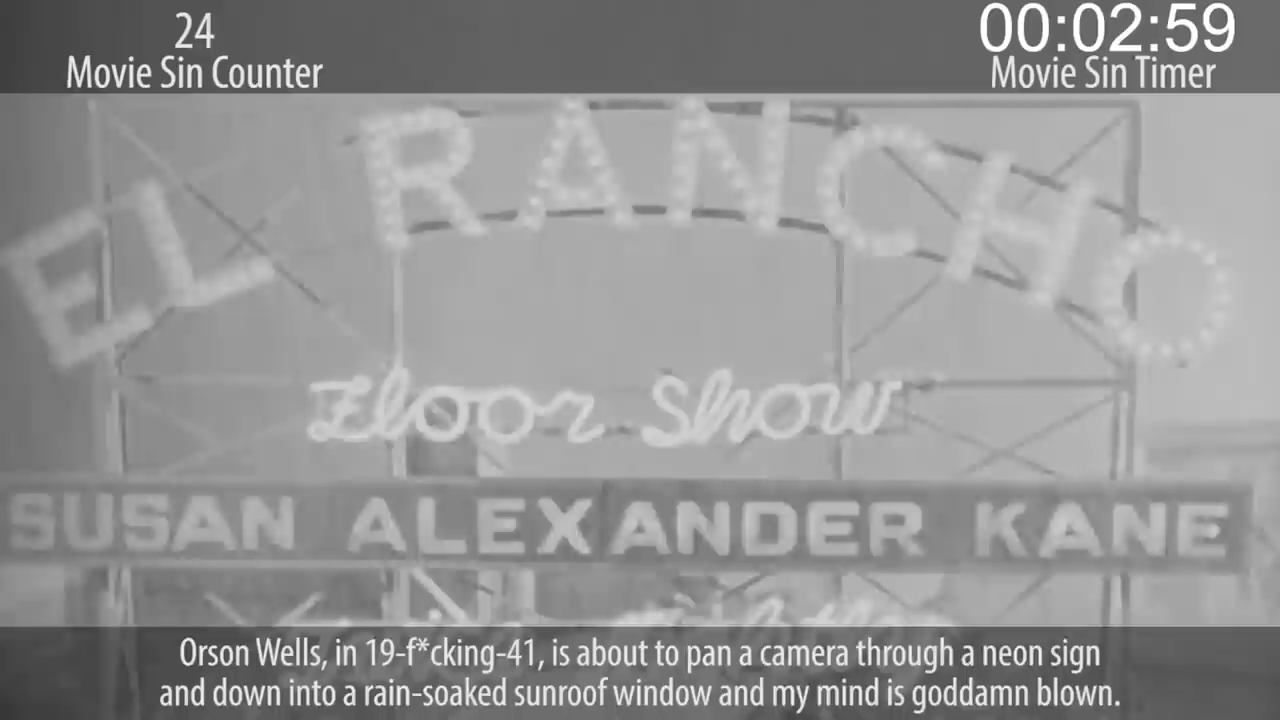 24
Movie Sin Counter
00:02:59
Movie Sin Timer
EL RANCHO
Floor Show
SUSAN ALEXANDER KANE
Orson Wells, in 19-f*cking-41, is about to pan a camera through a neon sign
and down into a rain-soaked sunroof window and my mind is goddamn blown.